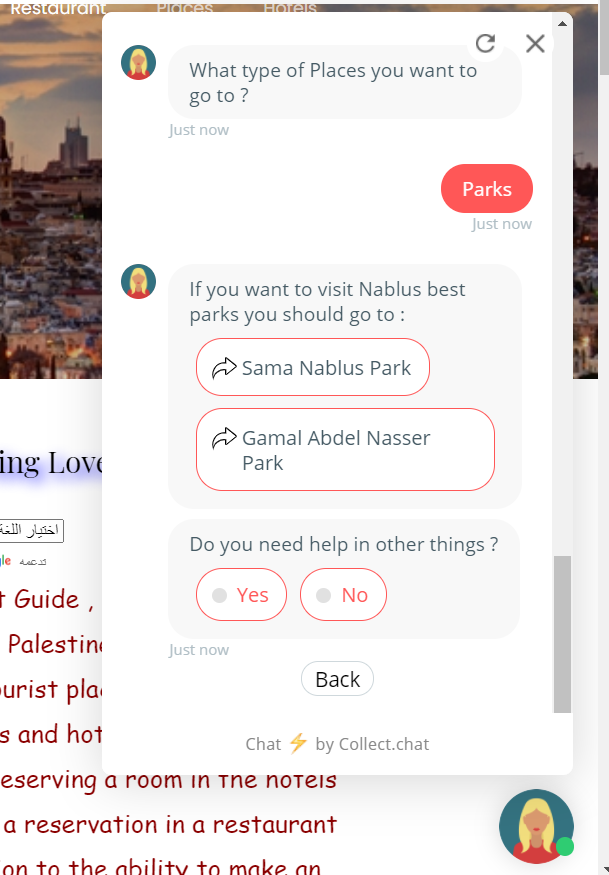 Restaurant Places Hotels
What type of Places you want to
go to ?
Just now
Parks
Just now
If you want to visit Nablus best
parks you should go to :
Sama Nablus Park
Gamal Abdel Nasser
Park
Do you need help in other things ?
Yes No
Just now
Back
Chat ⚡ by Collect.chat
ing Love
اختيار اللغة
تدعمه gle
t Guide ,
Palestine
urist pla
s and hot
eserving a room in the hotels
a reservation in a restaurant
on to the ability to make an